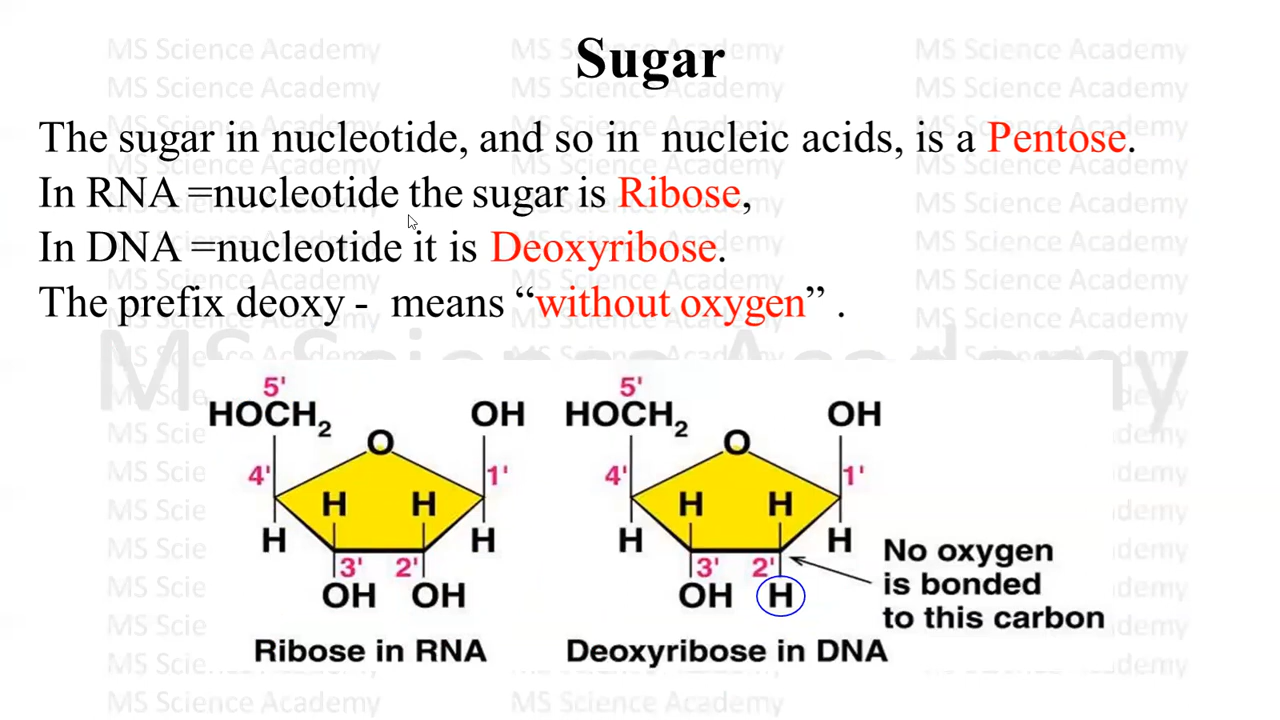 Sugar
The sugar in nucleotide, and so in nucleic acids, is a Pentose.
In RNA =nucleotide the sugar is Ribose,
In DNA =nucleotide it is Deoxyribose.
The prefix deoxy - means “without oxygen” .
MS Science Academy
5'
HOCH2
OH
O
4'
1'
H
H
H
H
3'
2'
OH
OH
Ribose in RNA
5'
HOCH2
OH
O
4'
1'
H
H
H
H
3'
2'
OH
H
No oxygen
is bonded
to this carbon
Deoxyribose in DNA